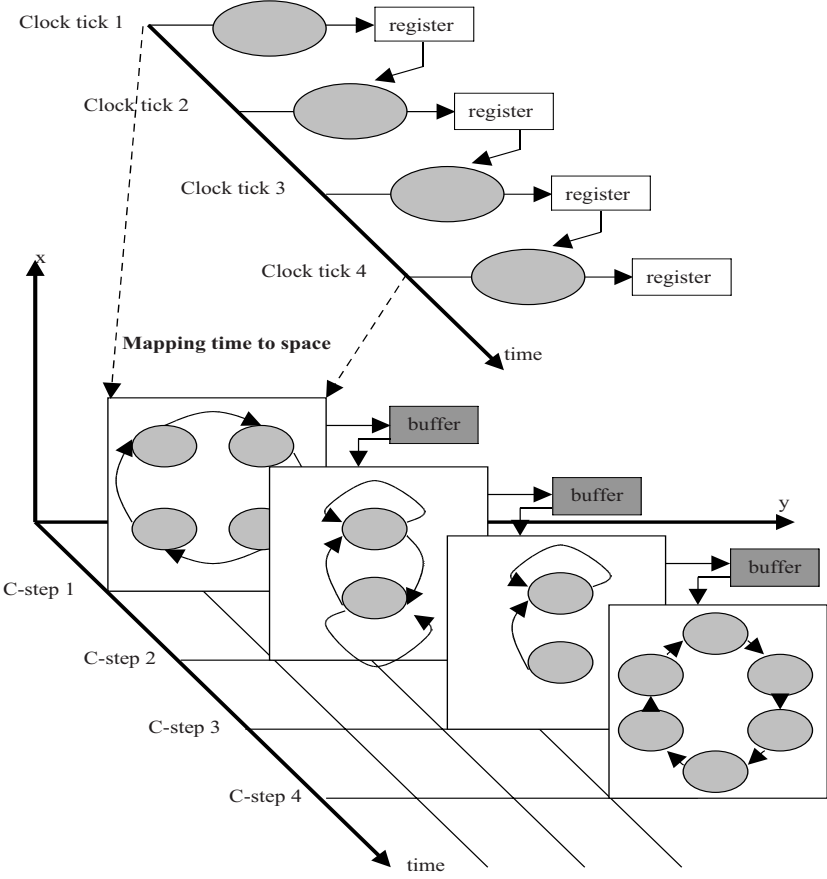 Clock tick 1
register
Clock tick 2
register
Clock tick 3
register
Clock tick 4
register
x
Mapping time to space
time
buffer
buffer
y
buffer
C-step 1
C-step 2
C-step 3
C-step 4
time